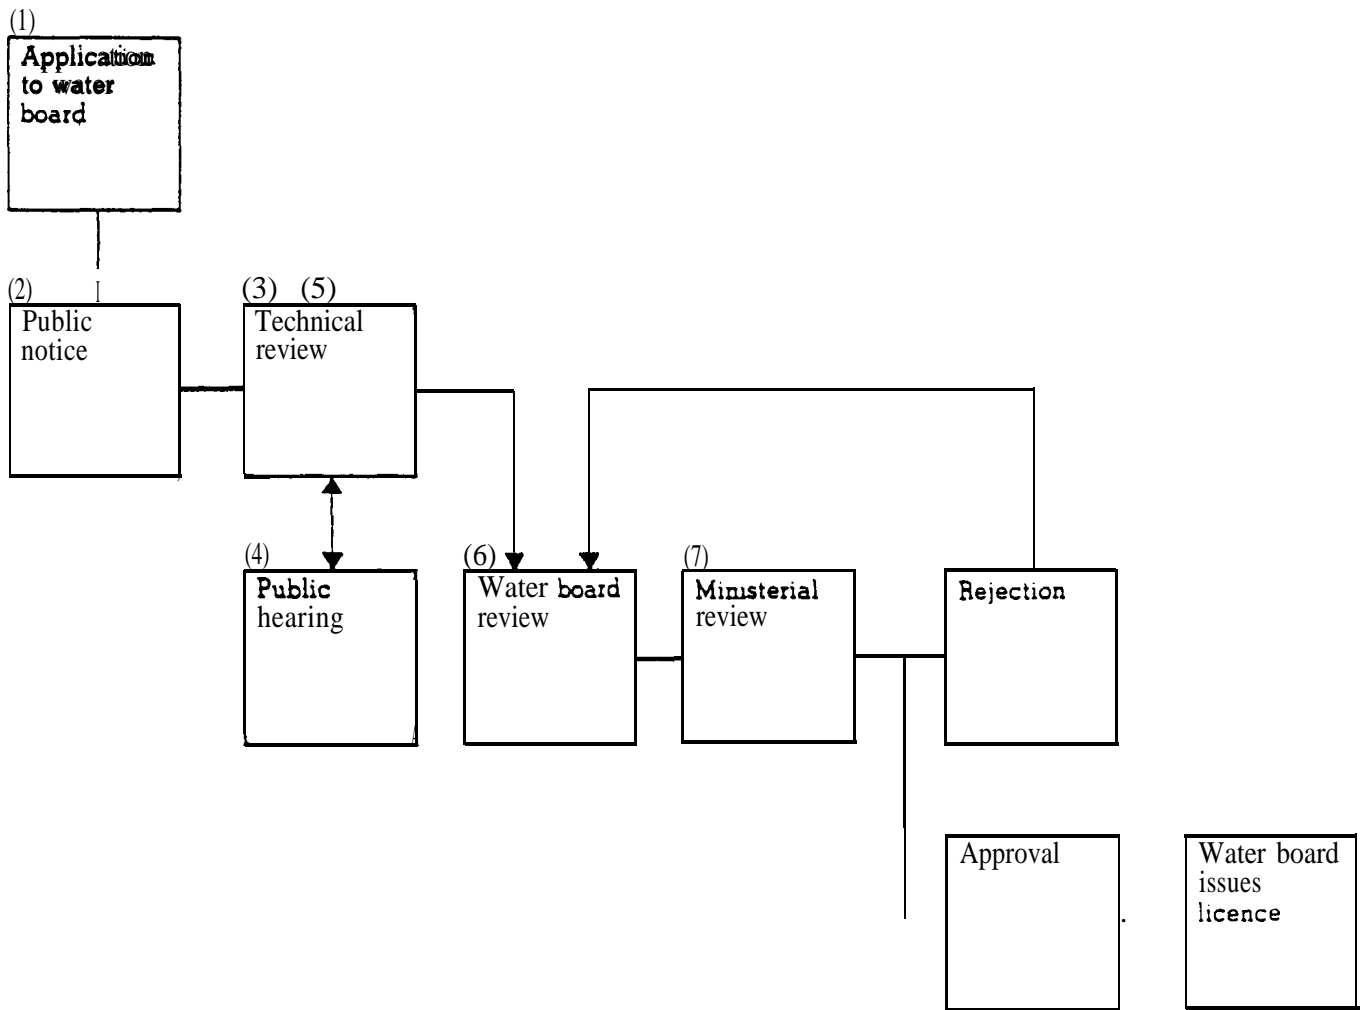 (1)
Application
to water
board
(2)
Public
notice
(3) (5)
Technical
review
(4)
Public
hearing
(6)
Water board
review
(7)
Ministerial
review
Rejection
Approval
Water board
issues
licence